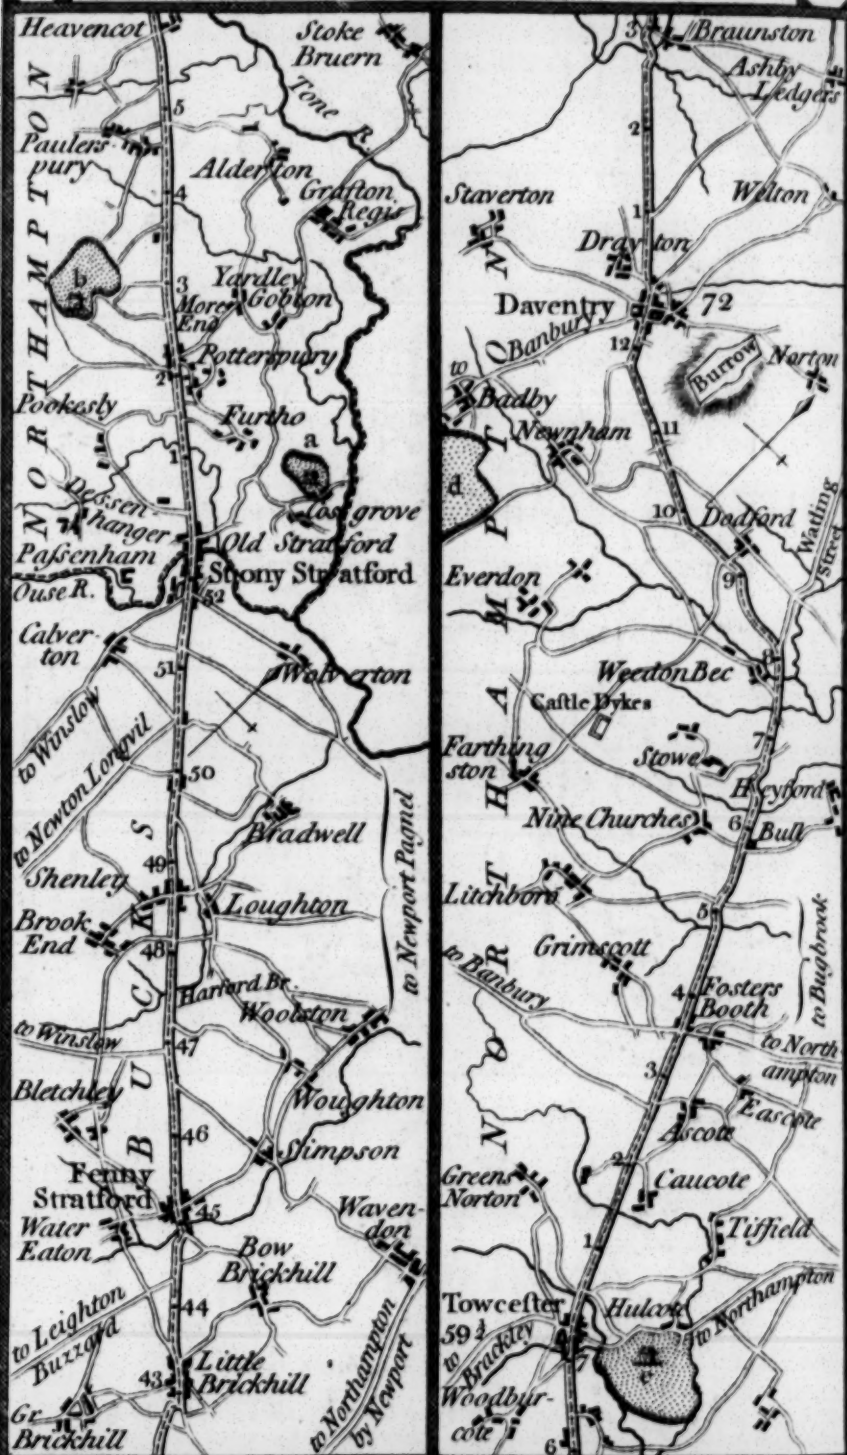 Heavencot
Stoke
Bruern
Tone R.
5
Paulers-
pury
Alderton
4
Grafton
Regis
NORTHAMPTON
b
3
Yardley
Gobion
More
End
Potterspury
2
Pookesly
Furtho
a
1
Dessen
hanger
Cosgrove
Old Stratford
Passenham
Stony Stratford
Ouse R.
52
Calver-
ton
51
Wolverton
to Winslow
to Newton Longvil
50
Bradwell
49
Shenley
Loughton
to Newport Pagnel
Brook
End
48
Harford Br.
Woolston
to Winslow
47
Bletchley
Woughton
BUCKS
46
Simpson
Fenny
Stratford
45
Water
Eaton
Waven-
don
Bow
Brickhill
44
to Leighton
Buzzard
Little
Brickhill
43
Gr.
Brickhill
to Northampton
by Newport
3
Braunston
Ashby
Ledgers
2
Staverton
Welton
1
Drayton
Daventry
72
Banbury
12
to
Burrow
Norton
Badby
Newnham
11
d
10
Dodford
Watling
Street
Everdon
9
NORTHAMPTON
8
Weedon Bec
Castle Dykes
Farthing
ston
7
Stowe
Heyford
Nine Churches
6
Bull
Litchboro
5
Grimscott
to Bugbrook
to Banbury
4
Fosters
Booth
to North-
ampton
3
Eascote
Ascote
2
Greens
Norton
Caucote
Tiffield
1
Towcester
59½
Hulcot
to Northampton
to Brackley
7
c
Woodbur-
cote
6